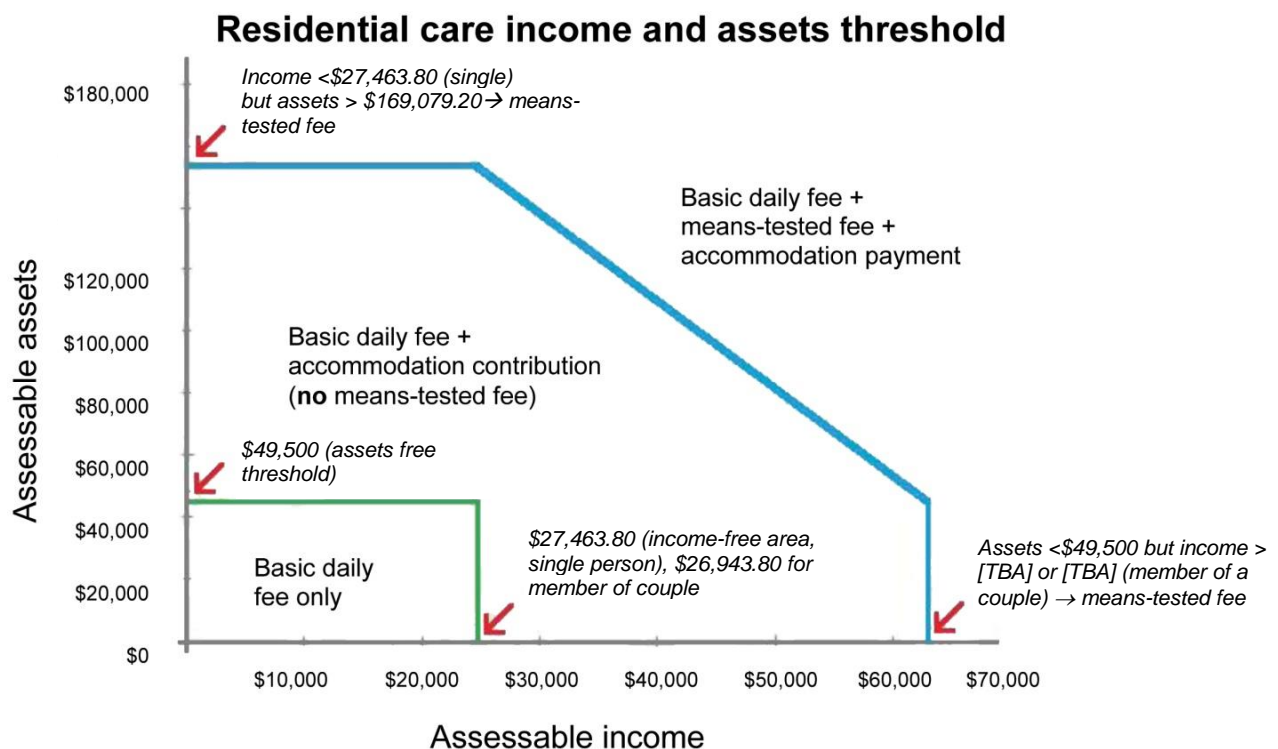 Residential care income and assets threshold
Income <$27,463.80 (single)
but assets > $169,079.20→ means-
tested fee
$180,000
$120,000
$100,000
$80,000
$60,000
$40,000
$20,000
$0
Assessable assets
Basic daily fee +
means-tested fee +
accommodation payment
Basic daily fee +
accommodation contribution
(no means-tested fee)
$49,500 (assets free
threshold)
Basic daily
fee only
$27,463.80 (income-free area,
single person), $26,943.80 for
member of couple
Assets <$49,500 but income >
[TBA] or [TBA] (member of a
couple) → means-tested fee
$10,000
$20,000
$30,000
$40,000
$50,000
$60,000
$70,000
Assessable income